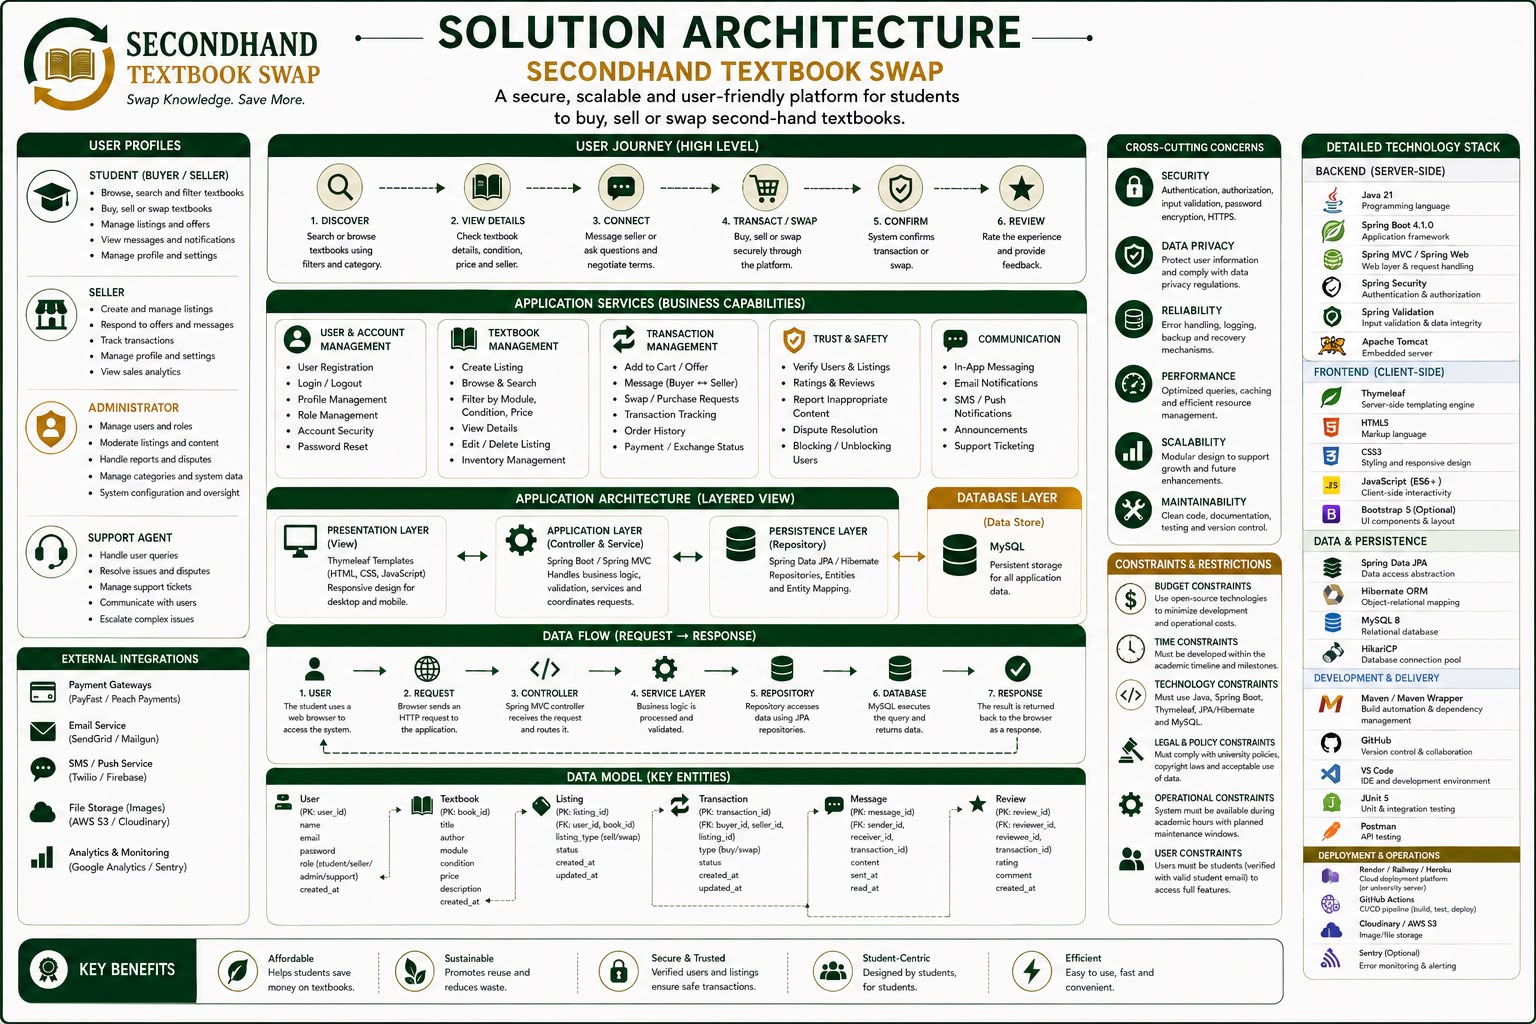 SECONDHAND
TEXTBOOK SWAP
Swap Knowledge. Save More.
SOLUTION ARCHITECTURE
SECONDHAND TEXTBOOK SWAP
A secure, scalable and user-friendly platform for students
to buy, sell or swap second-hand textbooks.
USER PROFILES
STUDENT (BUYER / SELLER)
• Browse, search and filter textbooks
• Buy, sell or swap textbooks
• Manage listings and offers
• View messages and notifications
• Manage profile and settings
SELLER
• Create and manage listings
• Respond to offers and messages
• Track transactions
• Manage profile and settings
• View sales analytics
ADMINISTRATOR
• Manage users and roles
• Moderate listings and content
• Handle reports and disputes
• Manage categories and system data
• System configuration and oversight
SUPPORT AGENT
• Handle user queries
• Resolve issues and disputes
• Manage support tickets
• Communicate with users
• Escalate complex issues
EXTERNAL INTEGRATIONS
Payment Gateways
(PayFast / Peach Payments)
Email Service
(SendGrid / Mailgun)
SMS / Push Service
(Twilio / Firebase)
File Storage (Images)
(AWS S3 / Cloudinary)
Analytics & Monitoring
(Google Analytics / Sentry)
USER JOURNEY (HIGH LEVEL)
1. DISCOVER
Search or browse
textbooks using
filters and category.
2. VIEW DETAILS
Check textbook
details, condition,
price and seller.
3. CONNECT
Message seller or
ask questions and
negotiate terms.
4. TRANSACT / SWAP
Buy, sell or swap
securely through
the platform.
5. CONFIRM
System confirms
transaction or
swap.
6. REVIEW
Rate the experience
and provide
feedback.
APPLICATION SERVICES (BUSINESS CAPABILITIES)
USER & ACCOUNT
MANAGEMENT
• User Registration
• Login / Logout
• Profile Management
• Role Management
• Account Security
• Password Reset
TEXTBOOK
MANAGEMENT
• Create Listing
• Browse & Search
• Filter by Module,
Condition, Price
• View Details
• Edit / Delete Listing
• Inventory Management
TRANSACTION
MANAGEMENT
• Add to Cart / Offer
• Message (Buyer ↔ Seller)
• Swap / Purchase Requests
• Transaction Tracking
• Order History
• Payment / Exchange Status
TRUST & SAFETY
• Verify Users & Listings
• Ratings & Reviews
• Report Inappropriate
Content
• Dispute Resolution
• Blocking / Unblocking
Users
COMMUNICATION
• In-App Messaging
• Email Notifications
• SMS / Push
Notifications
• Announcements
• Support Ticketing
APPLICATION ARCHITECTURE (LAYERED VIEW)
PRESENTATION LAYER
(View)
Thymeleaf Templates
(HTML, CSS, JavaScript)
Responsive design for
desktop and mobile.
APPLICATION LAYER
(Controller & Service)
Spring Boot / Spring MVC
Handles business logic,
validation, services and
coordinates requests.
PERSISTENCE LAYER
(Repository)
Spring Data JPA / Hibernate
Repositories, Entities
and Entity Mapping.
DATABASE LAYER
(Data Store)
MySQL
Persistent storage
for all application
data.
DATA FLOW (REQUEST → RESPONSE)
1. USER
The student uses a
web browser to
access the system.
2. REQUEST
Browser sends an
HTTP request to
the application.
3. CONTROLLER
Spring MVC controller
receives the request
and routes it.
4. SERVICE LAYER
Business logic is
processed and
validated.
5. REPOSITORY
Repository accesses
data using JPA
repositories.
6. DATABASE
MySQL executes
the query and
returns data.
7. RESPONSE
The result is returned
back to the browser
as a response.
DATA MODEL (KEY ENTITIES)
User
(PK: user_id)
name
email
password
role (student/seller/
admin/support)
created_at
Textbook
(PK: book_id)
title
author
module
condition
price
description
created_at
Listing
(PK: listing_id)
(FK: user_id, book_id)
listing_type (sell/swap)
status
created_at
updated_at
Transaction
(PK: transaction_id)
(FK: buyer_id, seller_id,
listing_id)
type (buy/swap)
status
created_at
updated_at
Message
(PK: message_id)
(FK: sender_id,
receiver_id,
transaction_id)
content
sent_at
read_at
Review
(PK: review_id)
(FK: reviewer_id,
reviewee_id,
transaction_id)
rating
comment
created_at
CROSS-CUTTING CONCERNS
SECURITY
Authentication, authorization,
input validation, password
encryption, HTTPS.
DATA PRIVACY
Protect user information
and comply with data
privacy regulations.
RELIABILITY
Error handling, logging,
backup and recovery
mechanisms.
PERFORMANCE
Optimized queries, caching
and efficient resource
management.
SCALABILITY
Modular design to support
growth and future
enhancements.
MAINTAINABILITY
Clean code, documentation,
testing and version control.
CONSTRAINTS & RESTRICTIONS
$
BUDGET CONSTRAINTS
Use open-source technologies
to minimize development
and operational costs.
TIME CONSTRAINTS
Must be developed within the
academic timeline and milestones.
TECHNOLOGY CONSTRAINTS
Must use Java, Spring Boot,
Thymeleaf, JPA/Hibernate
and MySQL.
LEGAL & POLICY CONSTRAINTS
Must comply with university policies,
copyright laws and acceptable use
of data.
OPERATIONAL CONSTRAINTS
System must be available during
academic hours with planned
maintenance windows.
USER CONSTRAINTS
Users must be students (verified
with valid student email) to
access full features.
DETAILED TECHNOLOGY STACK
BACKEND (SERVER-SIDE)
Java 21
Programming language
Spring Boot 4.1.0
Application framework
Spring MVC / Spring Web
Web layer & request handling
Spring Security
Authentication & authorization
Spring Validation
Input validation & data integrity
Apache Tomcat
Embedded server
FRONTEND (CLIENT-SIDE)
Thymeleaf
Server-side templating engine
HTML5
Markup language
CSS3
Styling and responsive design
JavaScript (ES6+)
Client-side interactivity
Bootstrap 5 (Optional)
UI components & layout
DATA & PERSISTENCE
Spring Data JPA
Data access abstraction
Hibernate ORM
Object-relational mapping
MySQL 8
Relational database
HikariCP
Database connection pool
DEVELOPMENT & DELIVERY
Maven / Maven Wrapper
Build automation & dependency
management
GitHub
Version control & collaboration
VS Code
IDE and development environment
JUnit 5
Unit & integration testing
Postman
API testing
DEPLOYMENT & OPERATIONS
Render / Railway / Heroku
Cloud deployment platform
(or university server)
GitHub Actions
CI/CD pipeline (build, test, deploy)
Cloudinary / AWS S3
Image/file storage
Sentry (Optional)
Error monitoring & alerting
KEY BENEFITS
Affordable
Helps students save
money on textbooks.
Sustainable
Promotes reuse and
reduces waste.
Secure & Trusted
Verified users and listings
ensure safe transactions.
Student-Centric
Designed by students,
for students.
Efficient
Easy to use, fast and
convenient.